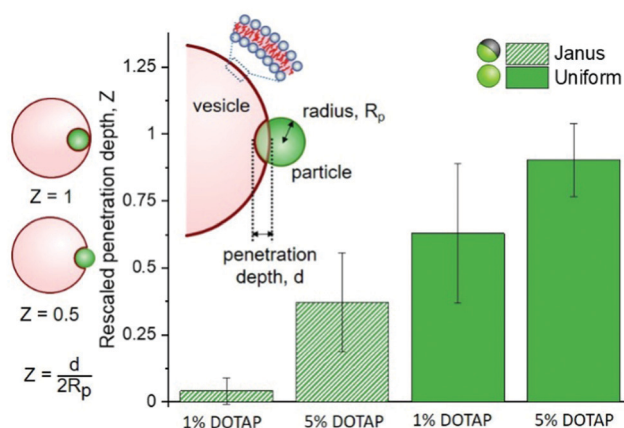 Rescaled penetration depth, Z
1.25
1
0.75
0.5
0.25
0
vesicle
radius, Rp
particle
penetration
depth, d
Janus
Uniform
Z = 1
Z = 0.5
Z = d
2Rp
1% DOTAP
5% DOTAP
1% DOTAP
5% DOTAP